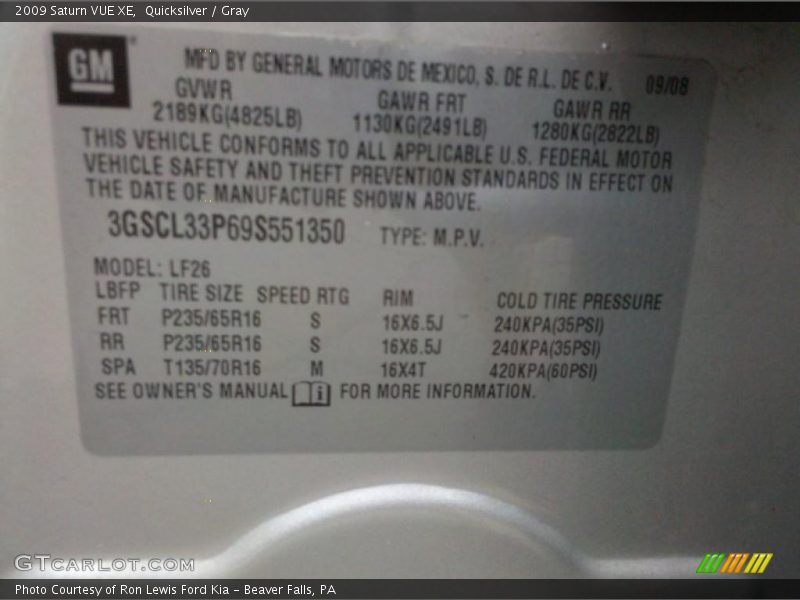 2009 Saturn VUE XE,  Quicksilver / Gray
GM
MFD BY GENERAL MOTORS DE MEXICO, S. DE R.L. DE C.V. 09/08
GVWR GAWR FRT GAWR RR
2189KG(4825LB) 1130KG(2491LB) 1280KG(2822LB)
THIS VEHICLE CONFORMS TO ALL APPLICABLE U.S. FEDERAL MOTOR
VEHICLE SAFETY AND THEFT PREVENTION STANDARDS IN EFFECT ON
THE DATE OF MANUFACTURE SHOWN ABOVE.
3GSCL33P69S551350 TYPE: M.P.V.
MODEL: LF26
LBFP TIRE SIZE SPEED RTG RIM COLD TIRE PRESSURE
FRT P235/65R16 S 16X6.5J 240KPA(35PSI)
RR P235/65R16 S 16X6.5J 240KPA(35PSI)
SPA T135/70R16 M 16X4T 420KPA(60PSI)
SEE OWNER'S MANUAL i FOR MORE INFORMATION.
GTCARLOT.COM
Photo Courtesy of Ron Lewis Ford Kia - Beaver Falls, PA